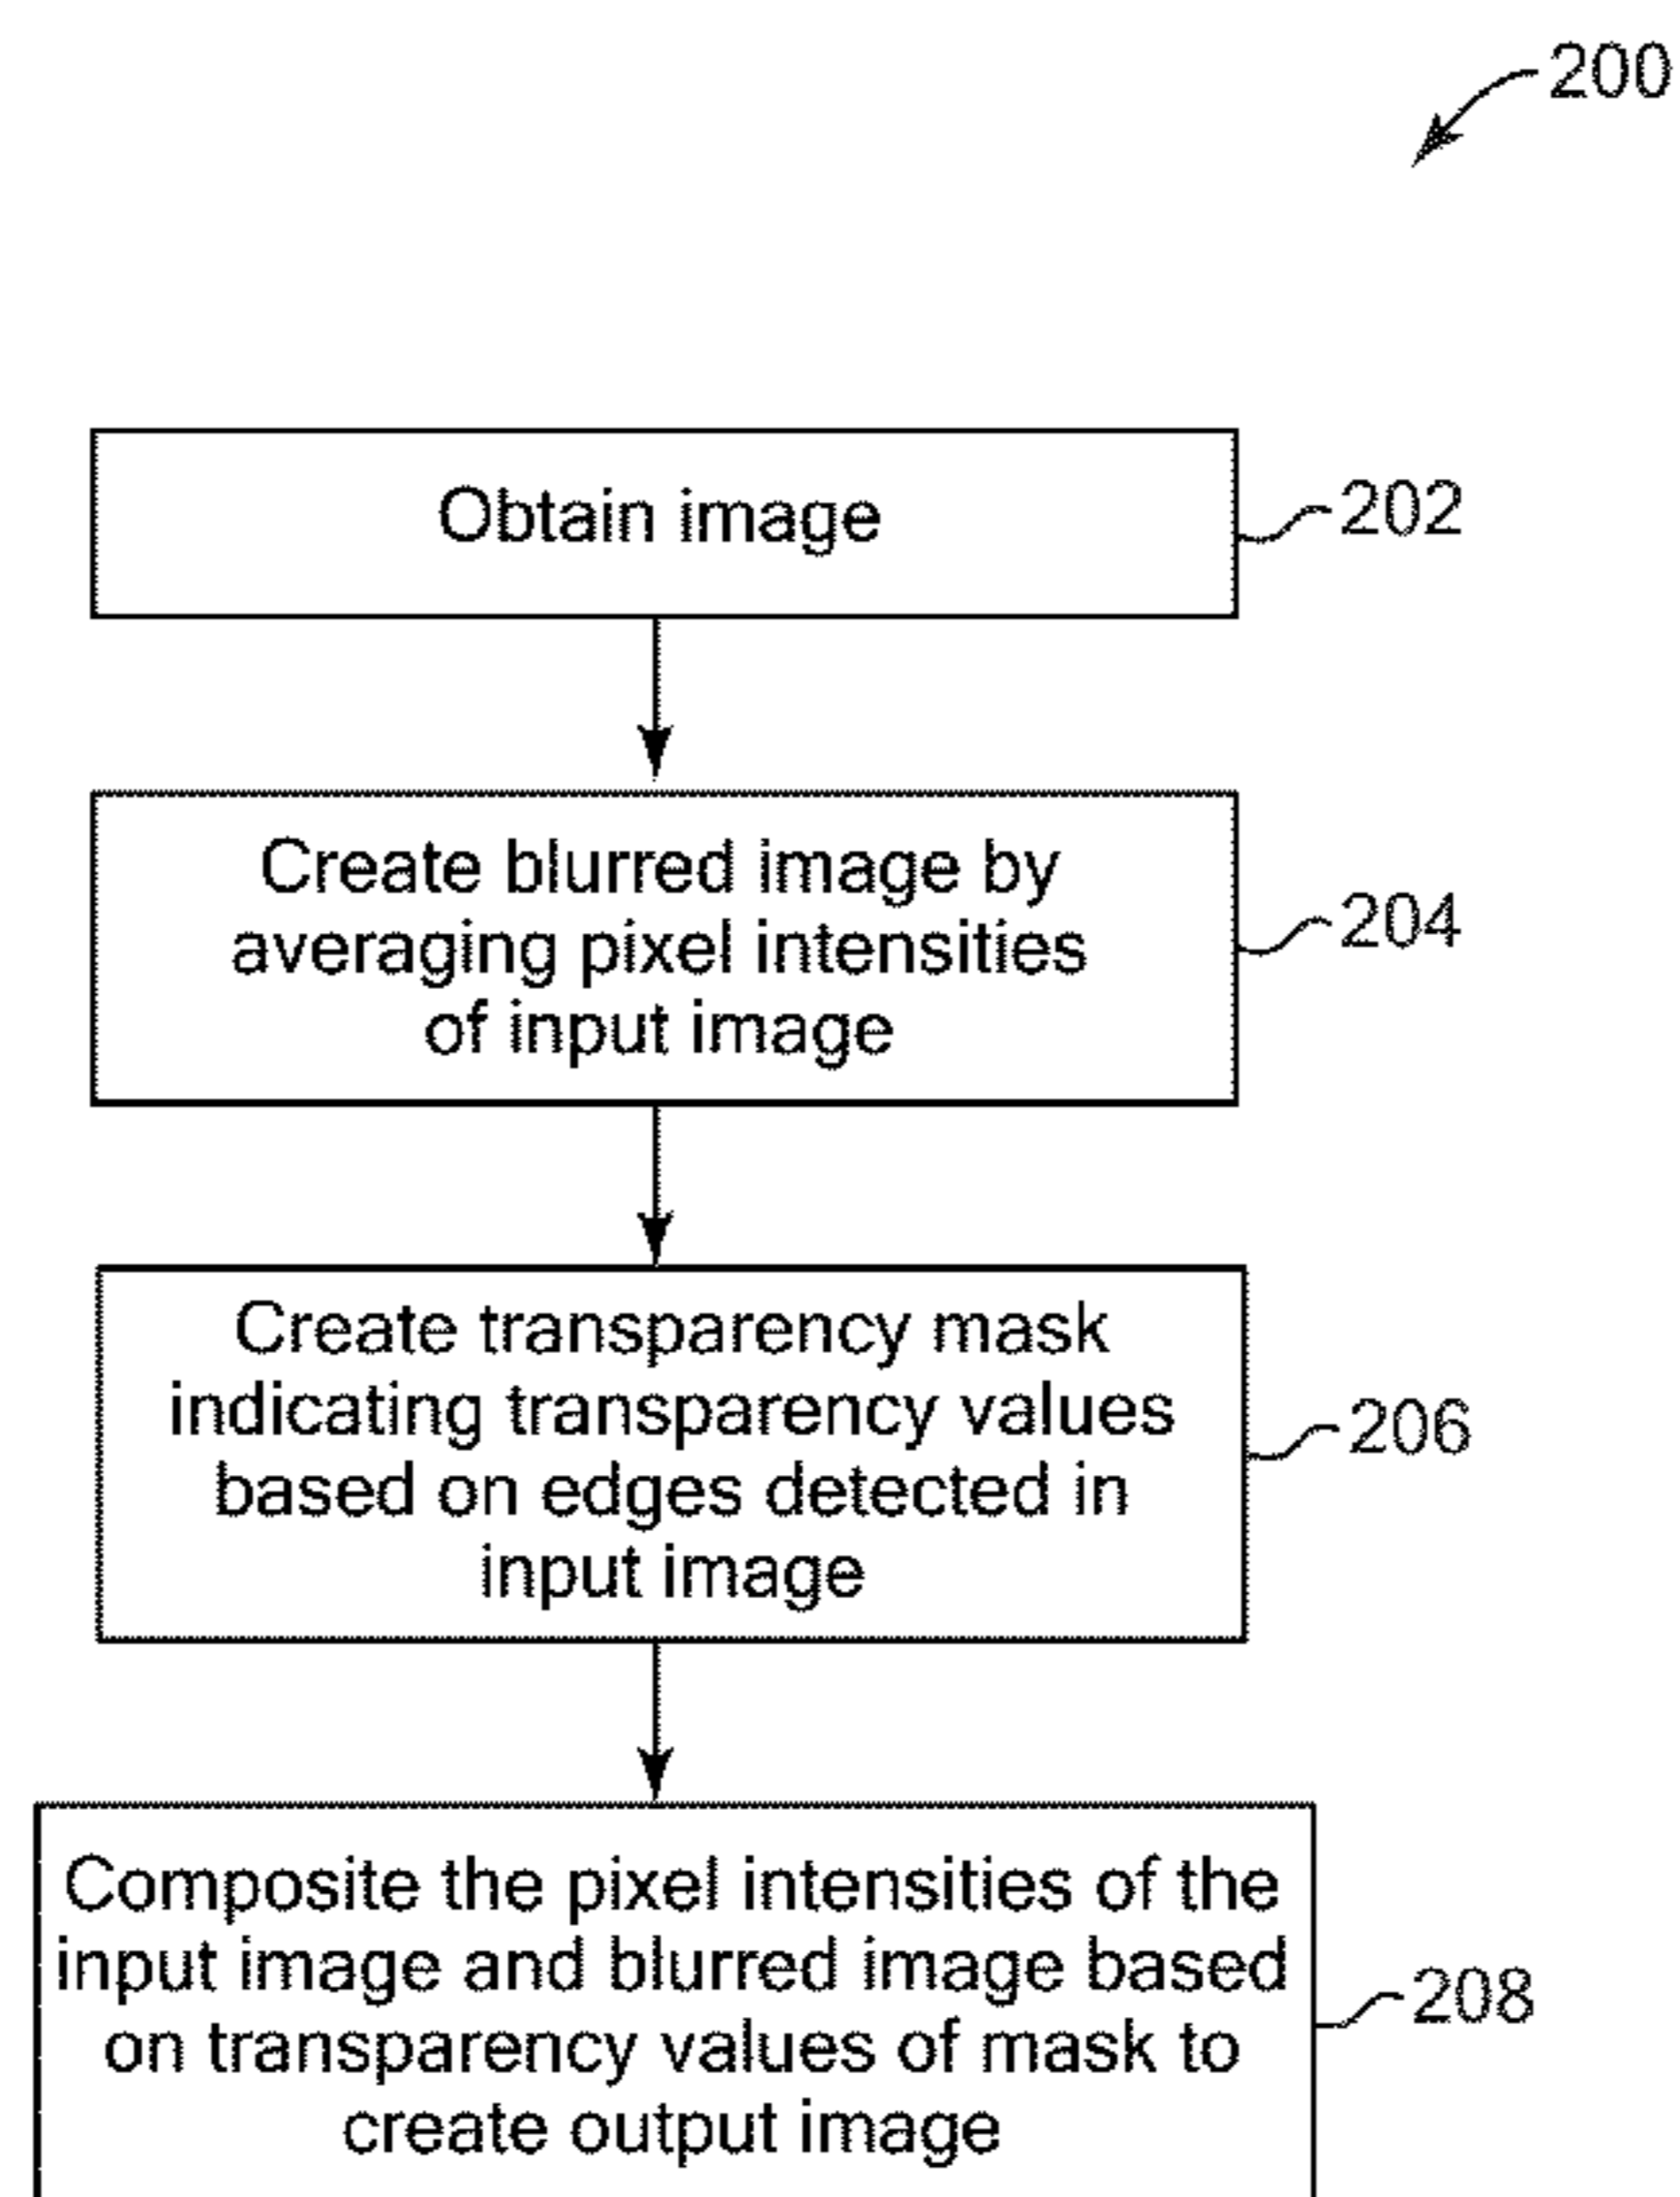 200
Obtain image
202
Create blurred image by
averaging pixel intensities
of input image
204
Create transparency mask
indicating transparency values
based on edges detected in
input image
206
Composite the pixel intensities of the
input image and blurred image based
on transparency values of mask to
create output image
208